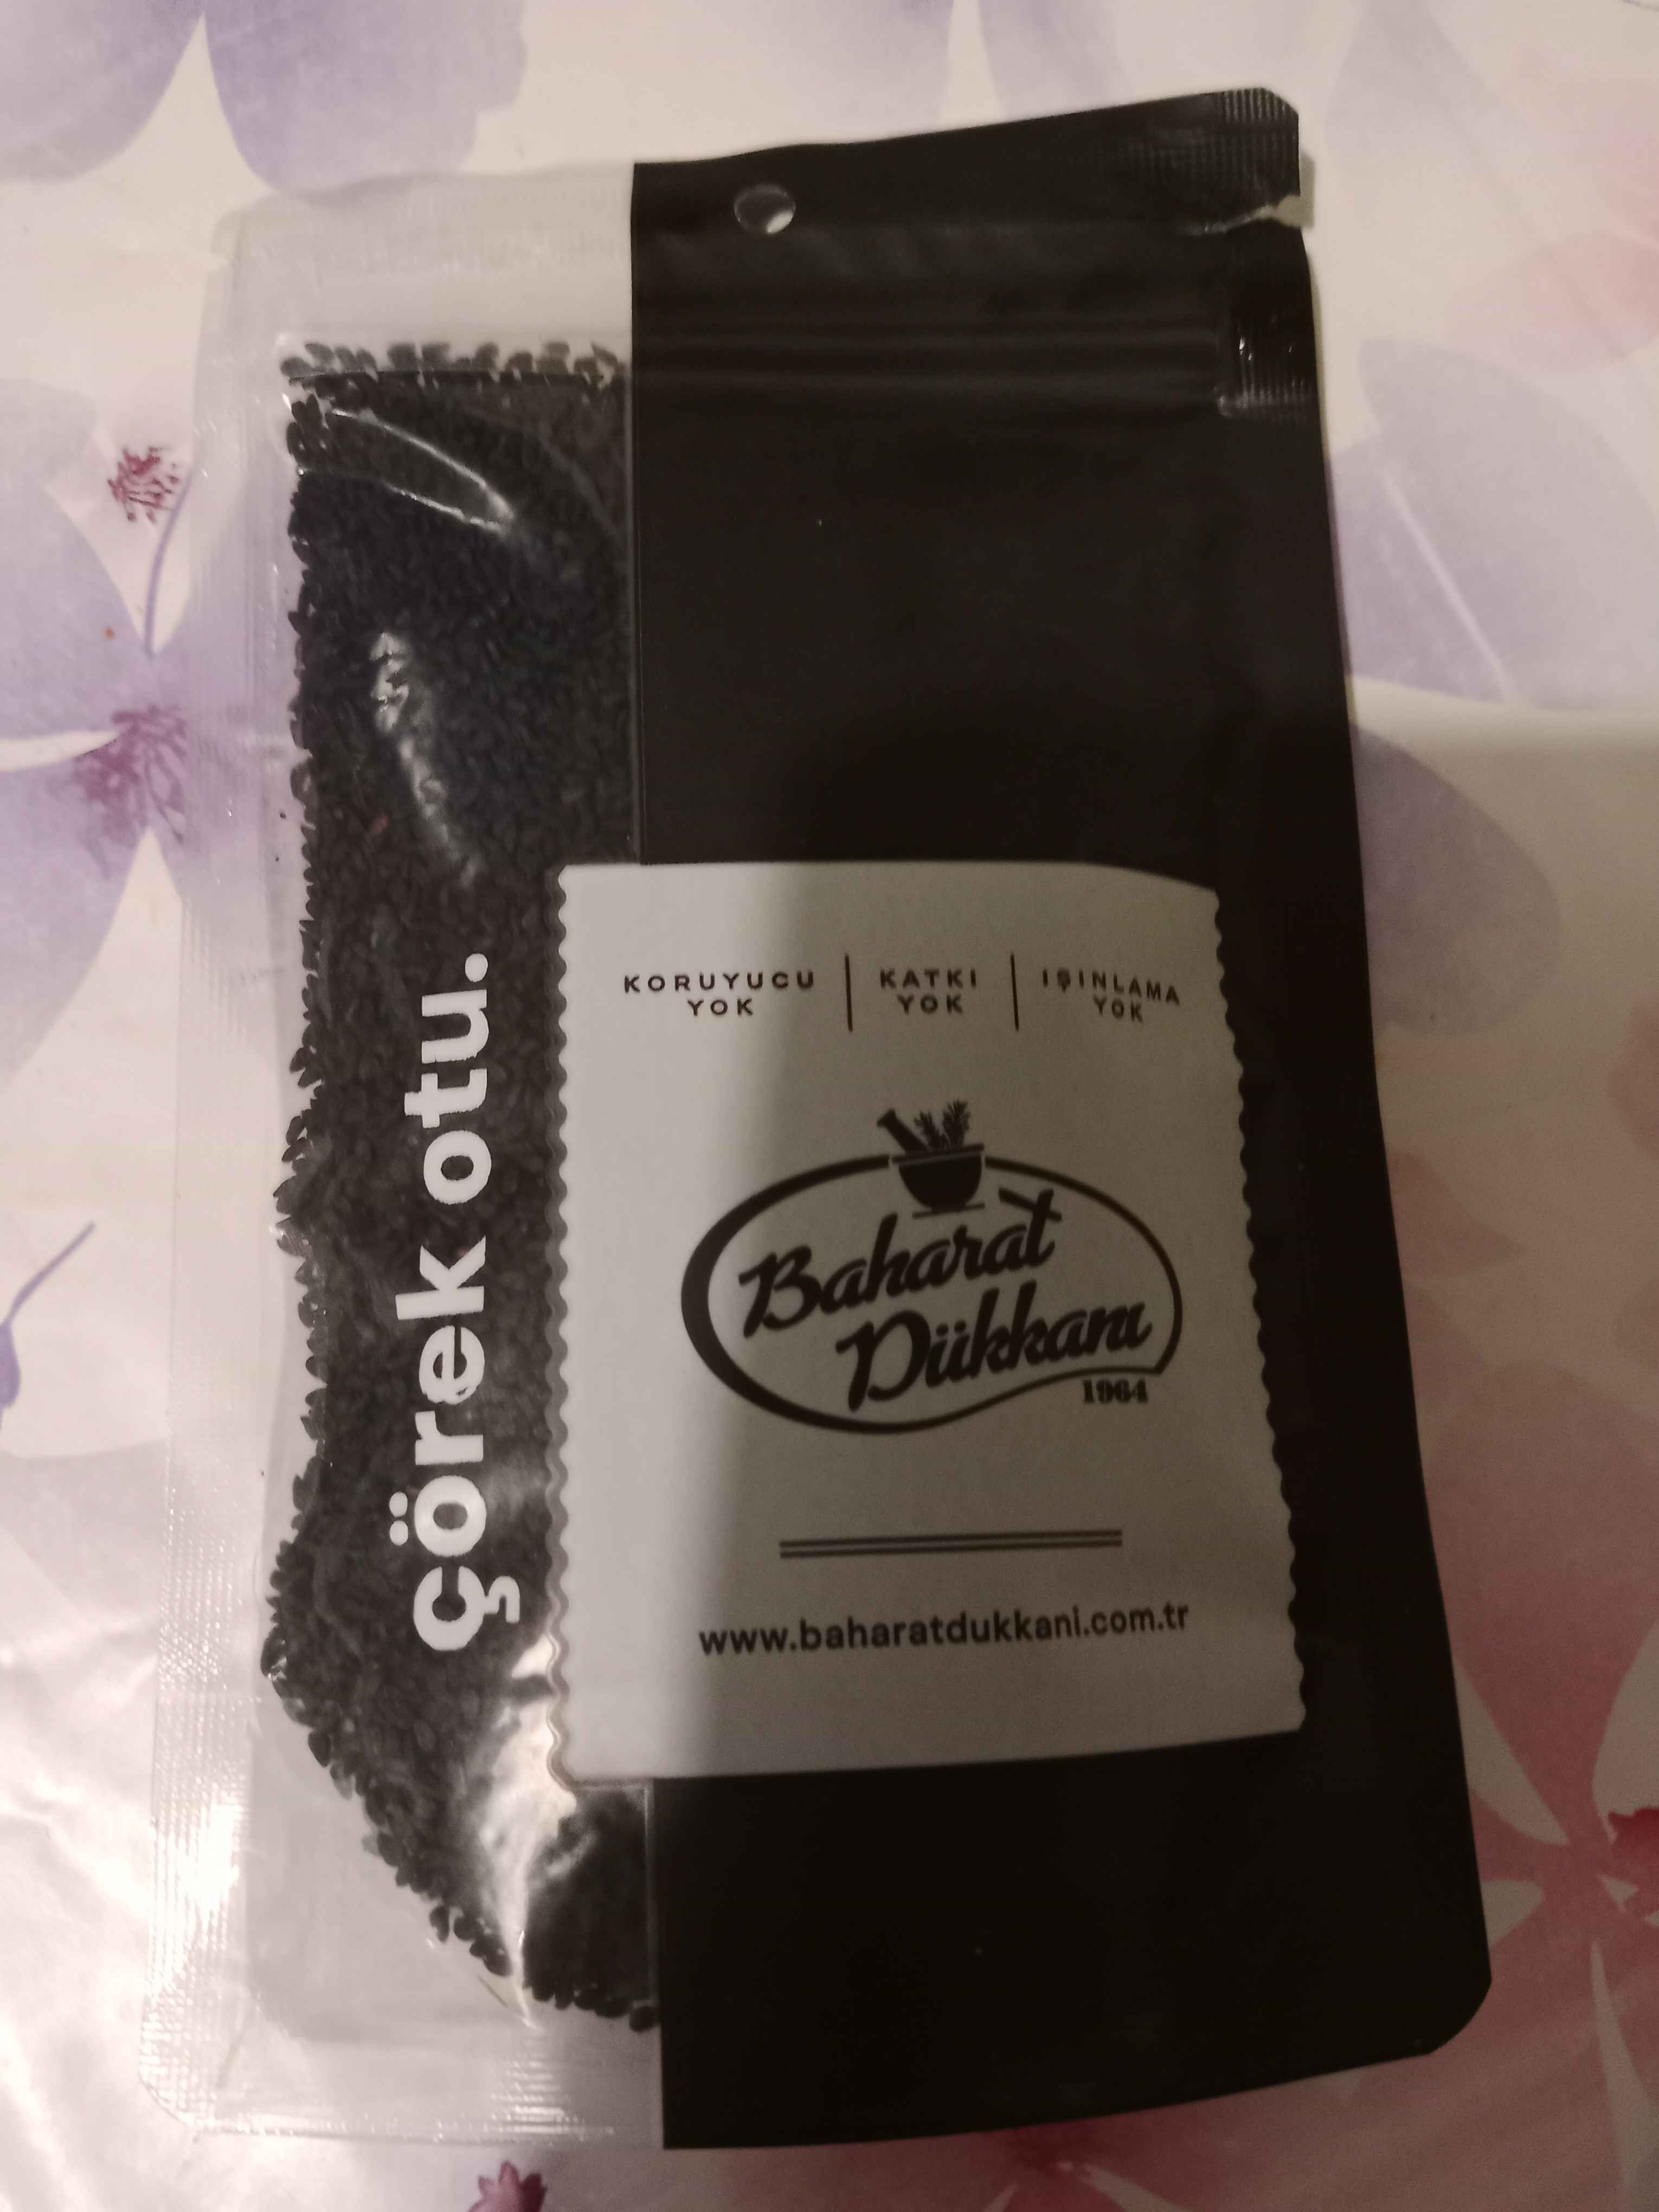 çörek otu.
KORUYUCU
YOK
KATKI
YOK
IŞINLAMA
YOK
Baharat
Dükkanı
1964
www.baharatdukkani.com.tr